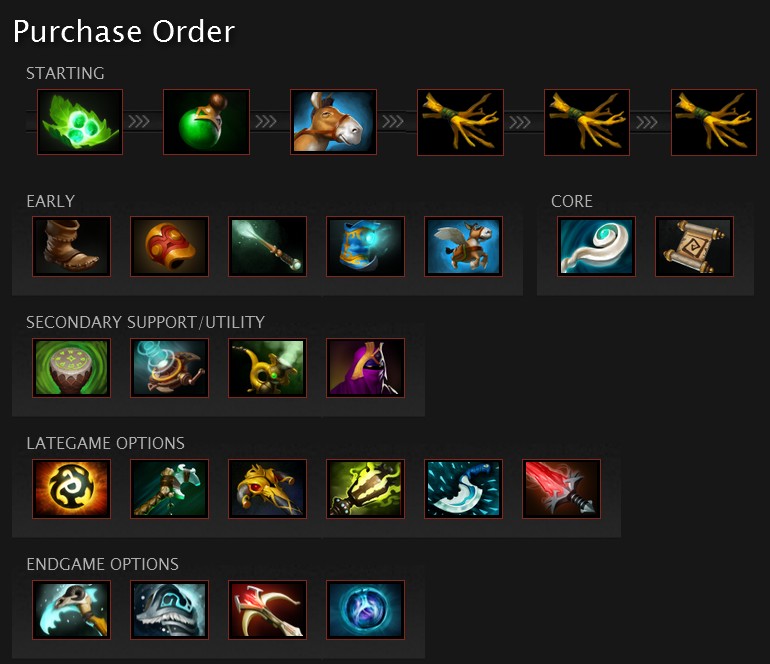 Purchase Order
STARTING
EARLY
CORE
SECONDARY SUPPORT/UTILITY
LATEGAME OPTIONS
ENDGAME OPTIONS